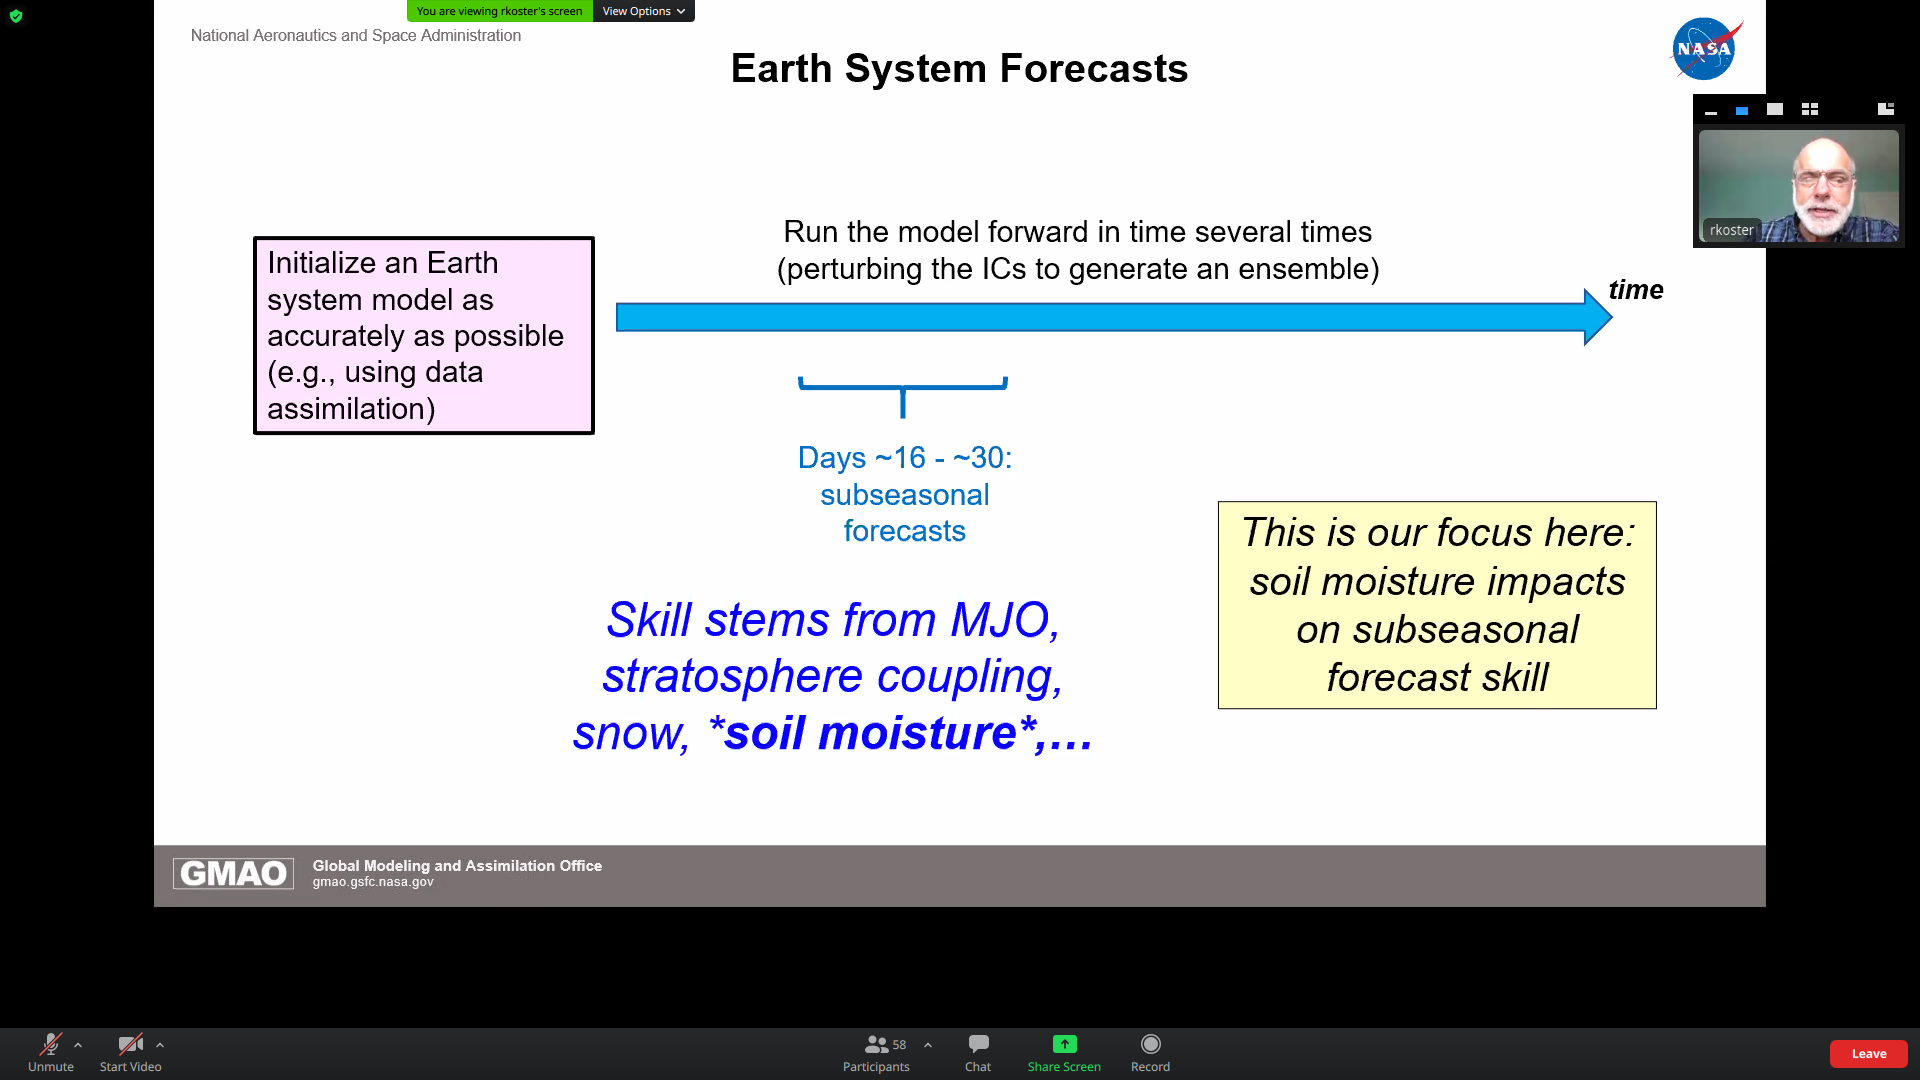 You are viewing rkoster's screen
View Options
National Aeronautics and Space Administration
NASA
Earth System Forecasts
rkoster
Run the model forward in time several times
(perturbing the ICs to generate an ensemble)
time
Initialize an Earth
system model as
accurately as possible
(e.g., using data
assimilation)
Days ~16 - ~30:
subseasonal
forecasts
Skill stems from MJO,
stratosphere coupling,
snow, *soil moisture*,...
This is our focus here:
soil moisture impacts
on subseasonal
forecast skill
GMAO
Global Modeling and Assimilation Office
gmao.gsfc.nasa.gov
Unmute
Start Video
58
Participants
Chat
Share Screen
Record
Leave